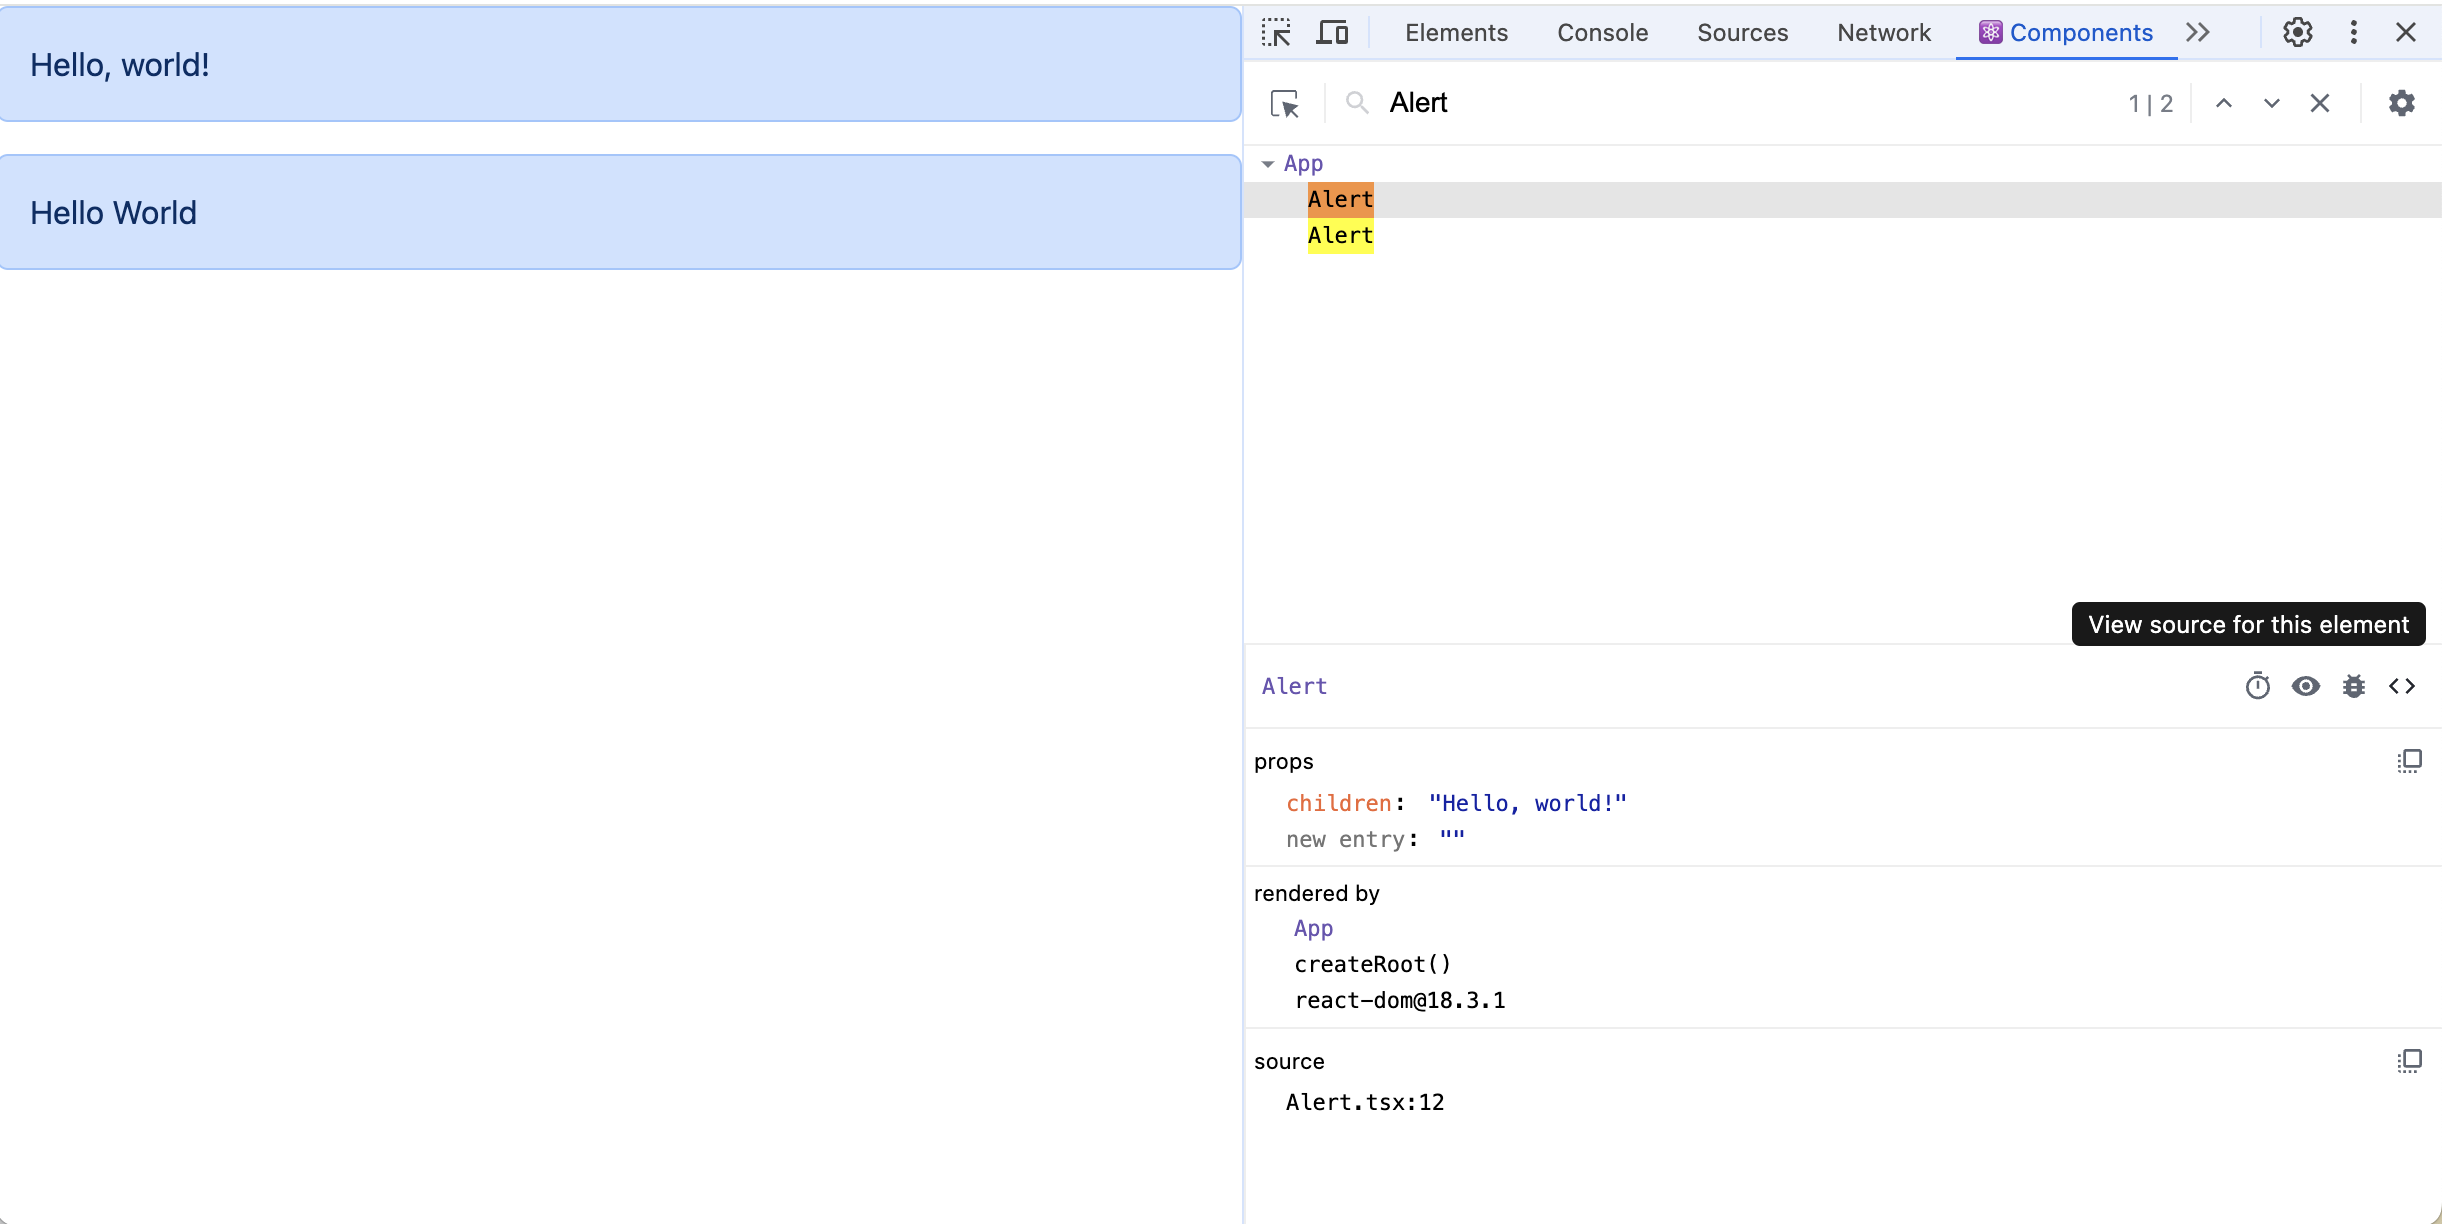 Hello, world!
Hello World
Elements Console Sources Network Components
Alert 1 | 2
App
Alert
Alert
View source for this element
Alert
props
children: "Hello, world!"
new entry: ""
rendered by
App
createRoot()
react-dom@18.3.1
source
Alert.tsx:12